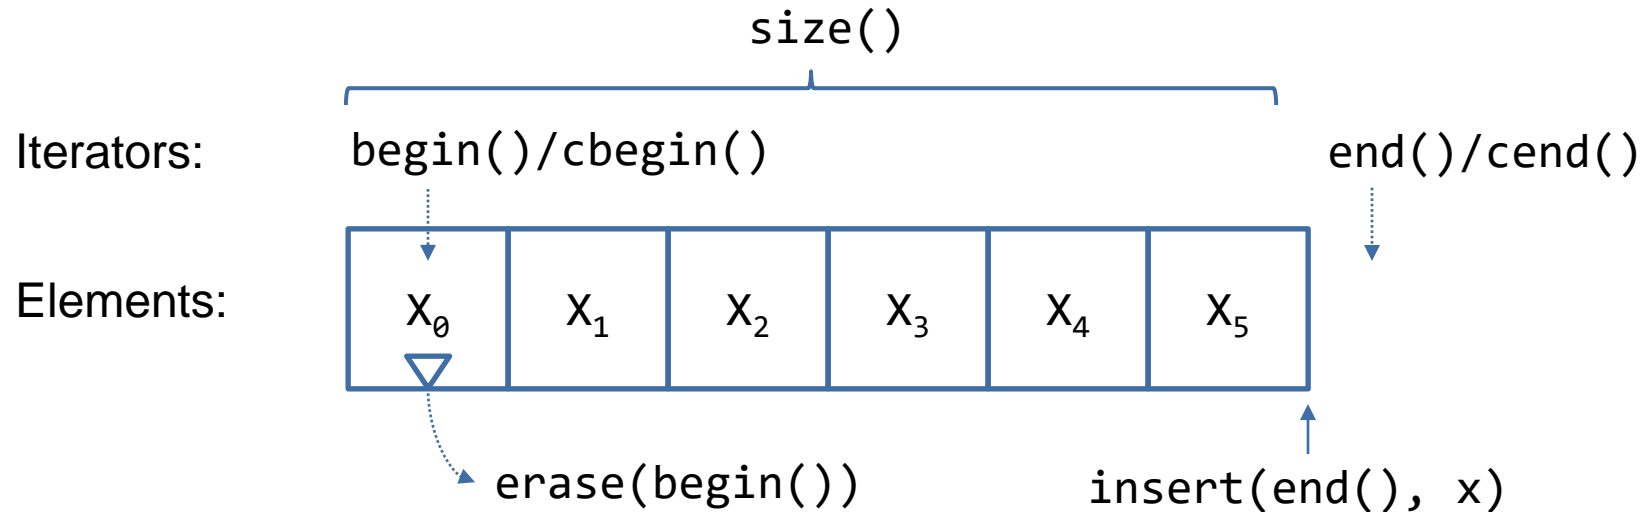 size()
Iterators: begin()/cbegin() end()/cend()
Elements: X₀ X₁ X₂ X₃ X₄ X₅
erase(begin()) insert(end(), x)